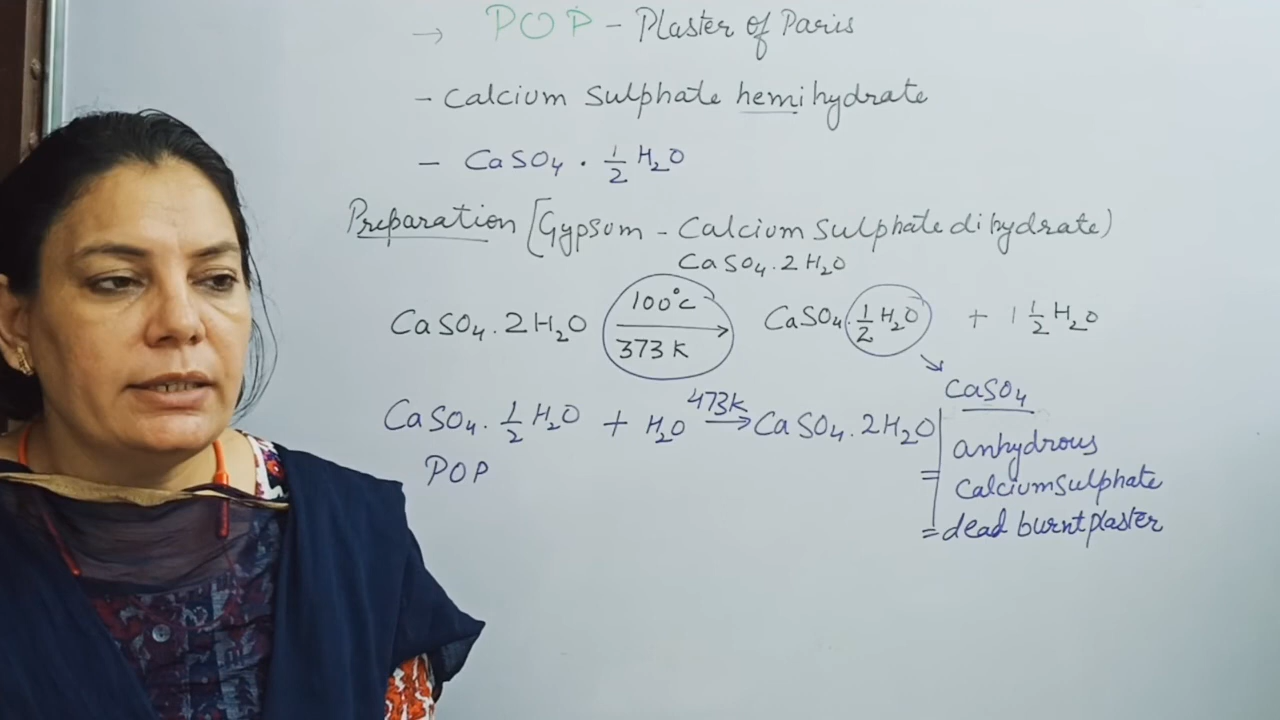 → POP - Plaster of Paris
- Calcium Sulphate hemihydrate
- CaSO₄ · ½ H₂O
Preparation [Gypsum - Calcium Sulphate dihydrate)
CaSO₄.2H₂O
CaSO₄.2H₂O 100°C → 373 K CaSO₄.½ H₂O + 1 ½ H₂O
CaSO₄
CaSO₄.½ H₂O + H₂O 473K → CaSO₄.2H₂O
POP
anhydrous
= Calcium sulphate
= dead burnt plaster